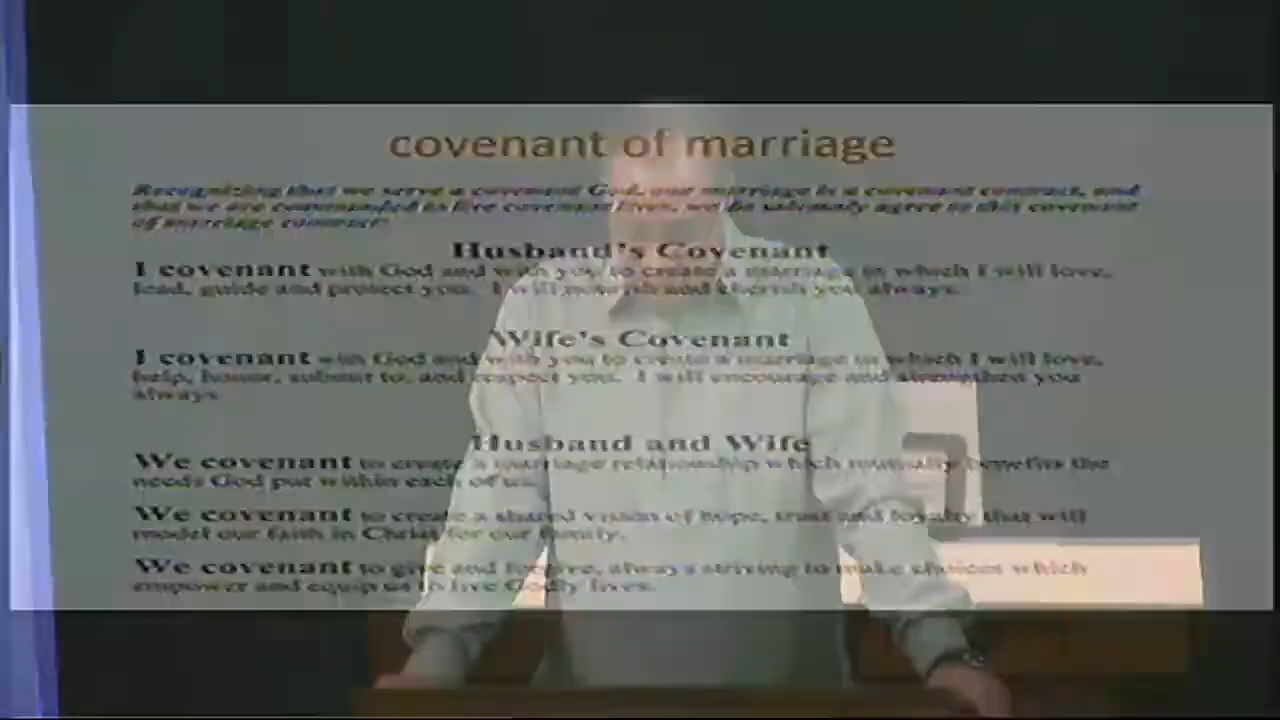 covenant of marriage
Recognizing that we serve a covenant God, our marriage is a covenant contract, and
that we are commanded to live covenant lives, we do solemnly agree to this covenant
of marriage contract:
Husband's Covenant
I covenant with God and with you to create a marriage in which I will love,
lead, guide and protect you. I will nourish and cherish you always.
Wife's Covenant
I covenant with God and with you to create a marriage in which I will love,
help, honor, submit to, and respect you. I will encourage and strengthen you
always.
Husband and Wife
We covenant to create a marriage relationship which mutually benefits the
needs God put within each of us.
We covenant to create a shared vision of hope, trust and loyalty that will
model our faith in Christ for our family.
We covenant to give and forgive, always striving to make choices which
empower and equip us to live Godly lives.